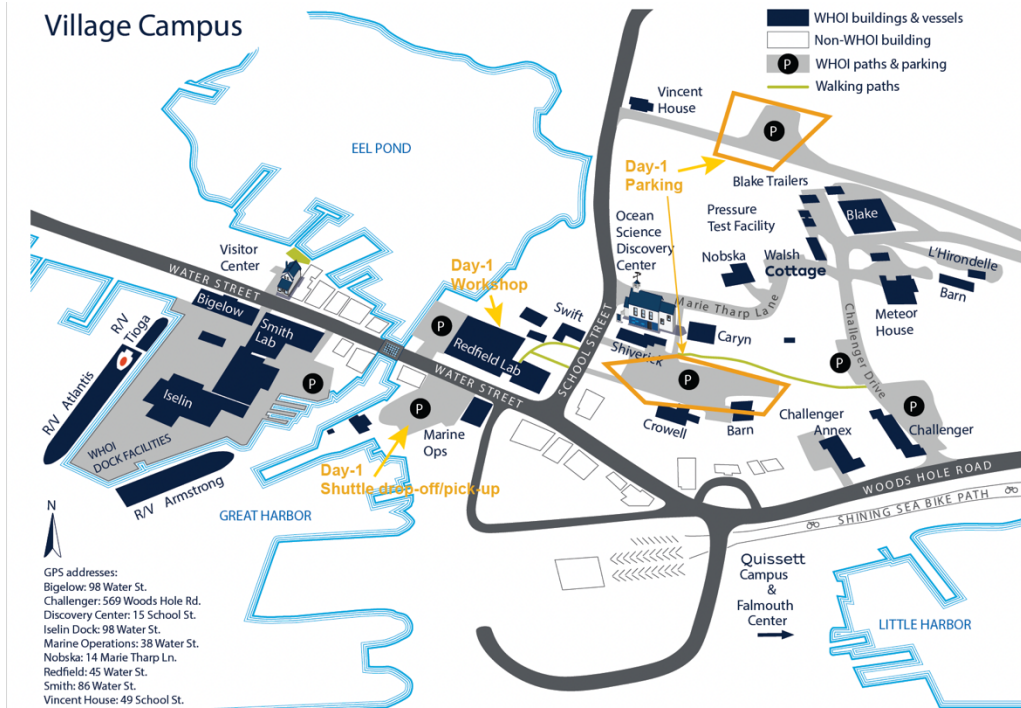 Village Campus
WHOI buildings & vessels
Non-WHOI building
P
WHOI paths & parking
Walking paths
Vincent
House
P
EEL POND
Day-1
Parking
Blake Trailers
Ocean
Science
Discovery
Center
Pressure
Test Facility
Blake
Nobska
Walsh
Cottage
L'Hirondelle
Barn
Meteor
House
Visitor
Center
WATER STREET
Day-1
Workshop
R/V Tioga
Bigelow
Smith
Lab
P
Redfield Lab
Swift
SCHOOL STREET
Marie Tharp Lane
Caryn
Shiverick
Challenger Drive
R/V Atlantis
Iselin
P
WATER STREET
P
P
P
P
WHOI
DOCK FACILITIES
Marine
Ops
Crowell
Barn
Challenger
Annex
Challenger
R/V Armstrong
Day-1
Shuttle drop-off/pick-up
WOODS HOLE ROAD
SHINING SEA BIKE PATH
GREAT HARBOR
N
Quissett
Campus
&
Falmouth
Center
LITTLE HARBOR
GPS addresses:
Bigelow: 98 Water St.
Challenger: 569 Woods Hole Rd.
Discovery Center: 15 School St.
Iselin Dock: 98 Water St.
Marine Operations: 38 Water St.
Nobska: 14 Marie Tharp Ln.
Redfield: 45 Water St.
Smith: 86 Water St.
Vincent House: 49 School St.